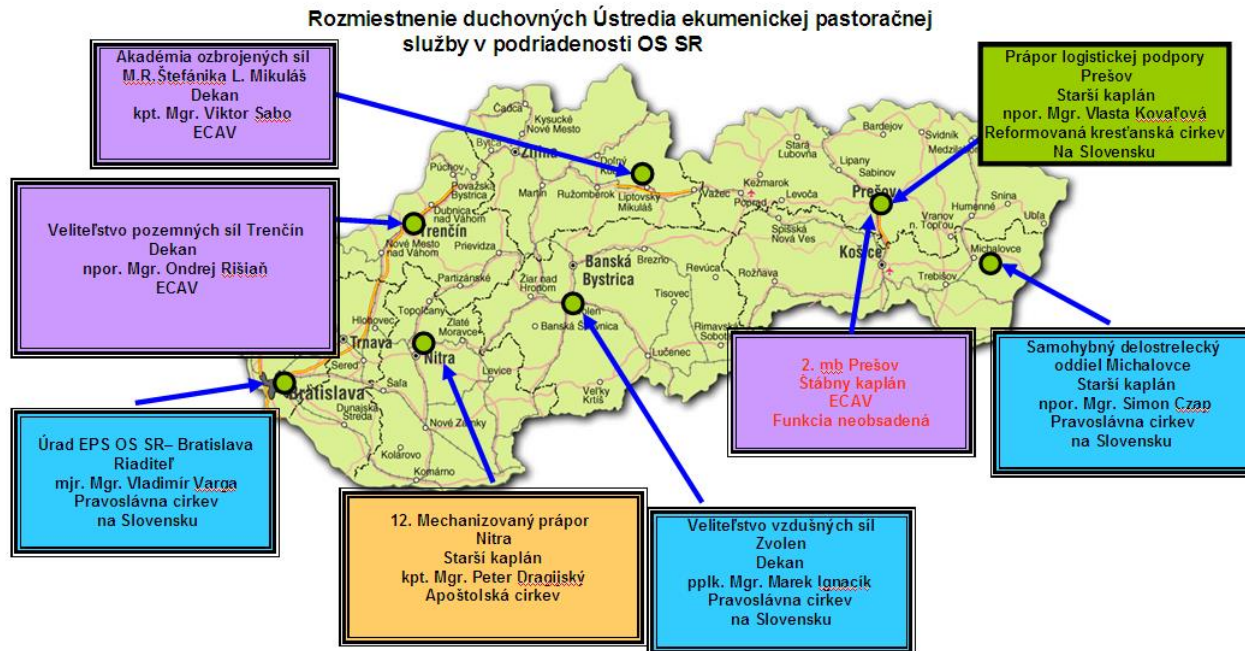 Rozmiestnenie duchovných Ústredia ekumenickej pastoračnej
služby v podriadenosti OS SR
Akadémia ozbrojených síl
M.R.Štefánika L. Mikuláš
Dekan
kpt. Mgr. Viktor Sabo
ECAV
Prápor logistickej podpory
Prešov
Starší kaplán
npor. Mgr. Vlasta Kovaľová
Reformovaná kresťanská cirkev
Na Slovensku
Veliteľstvo pozemných síl Trenčín
Dekan
npor. Mgr. Ondrej Rišiaň
ECAV
Čadca
Kysucké
Nové Mesto
Bytča
Žilina
Púchov
Považská
Bystrica
Dubnica
nad Váhom
Trenčín
Nové Mesto
nad Váhom
Prievidza
Martin
Dolný
Ružomberok
Liptovský
Mikuláš
Važec
Poprad
Kežmarok
Stará
Ľubovňa
Levoča
Spišská
Nová Ves
Bardejov
Lipany
Sabinov
Prešov
Svidník
Medzilaborce
Snina
Humenné
Ubľa
Vranov
n. Topľou
Michalovce
Trebišov
Košice
Rožňava
Revúca
Brezno
Banská
Bystrica
Tisovec
Rimavská
Sobota
Lučenec
Veľký
Krtíš
Banská Štiavnica
Žiar nad
Hronom
Partizánske
Topoľčany
Zlaté
Moravce
Nitra
Levice
Hlohovec
Trnava
Sereď
Šaľa
Bratislava
Dunajská
Streda
Nové Zámky
Kolárovo
Komárno
2. mb Prešov
Štábny kaplán
ECAV
Funkcia neobsadená
Samohybný delostrelecký
oddiel Michalovce
Starší kaplán
npor. Mgr. Simon Czap
Pravoslávna cirkev
na Slovensku
Úrad EPS OS SR– Bratislava
Riaditeľ
mjr. Mgr. Vladimír Varga
Pravoslávna cirkev
na Slovensku
12. Mechanizovaný prápor
Nitra
Starší kaplán
kpt. Mgr. Peter Dragijský
Apoštolská cirkev
Veliteľstvo vzdušných síl
Zvolen
Dekan
pplk. Mgr. Marek Ignacík
Pravoslávna cirkev
na Slovensku